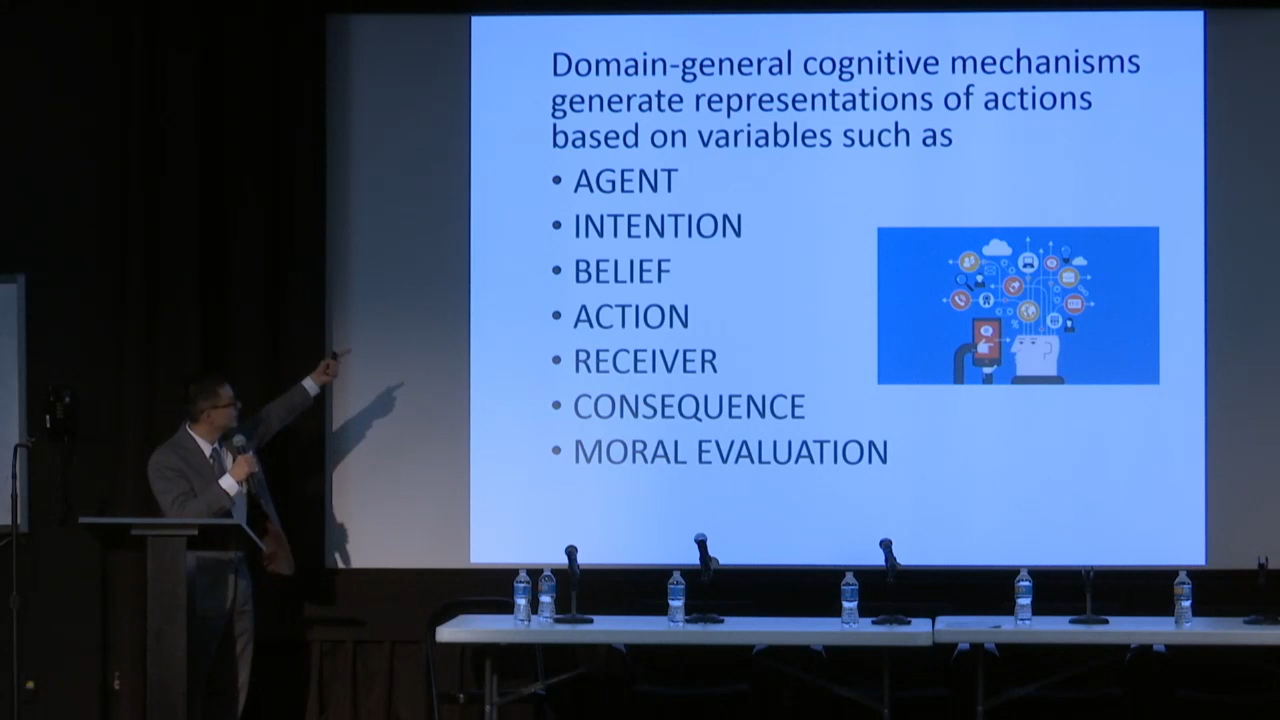 Domain-general cognitive mechanisms
generate representations of actions
based on variables such as
• AGENT
• INTENTION
• BELIEF
• ACTION
• RECEIVER
• CONSEQUENCE
• MORAL EVALUATION